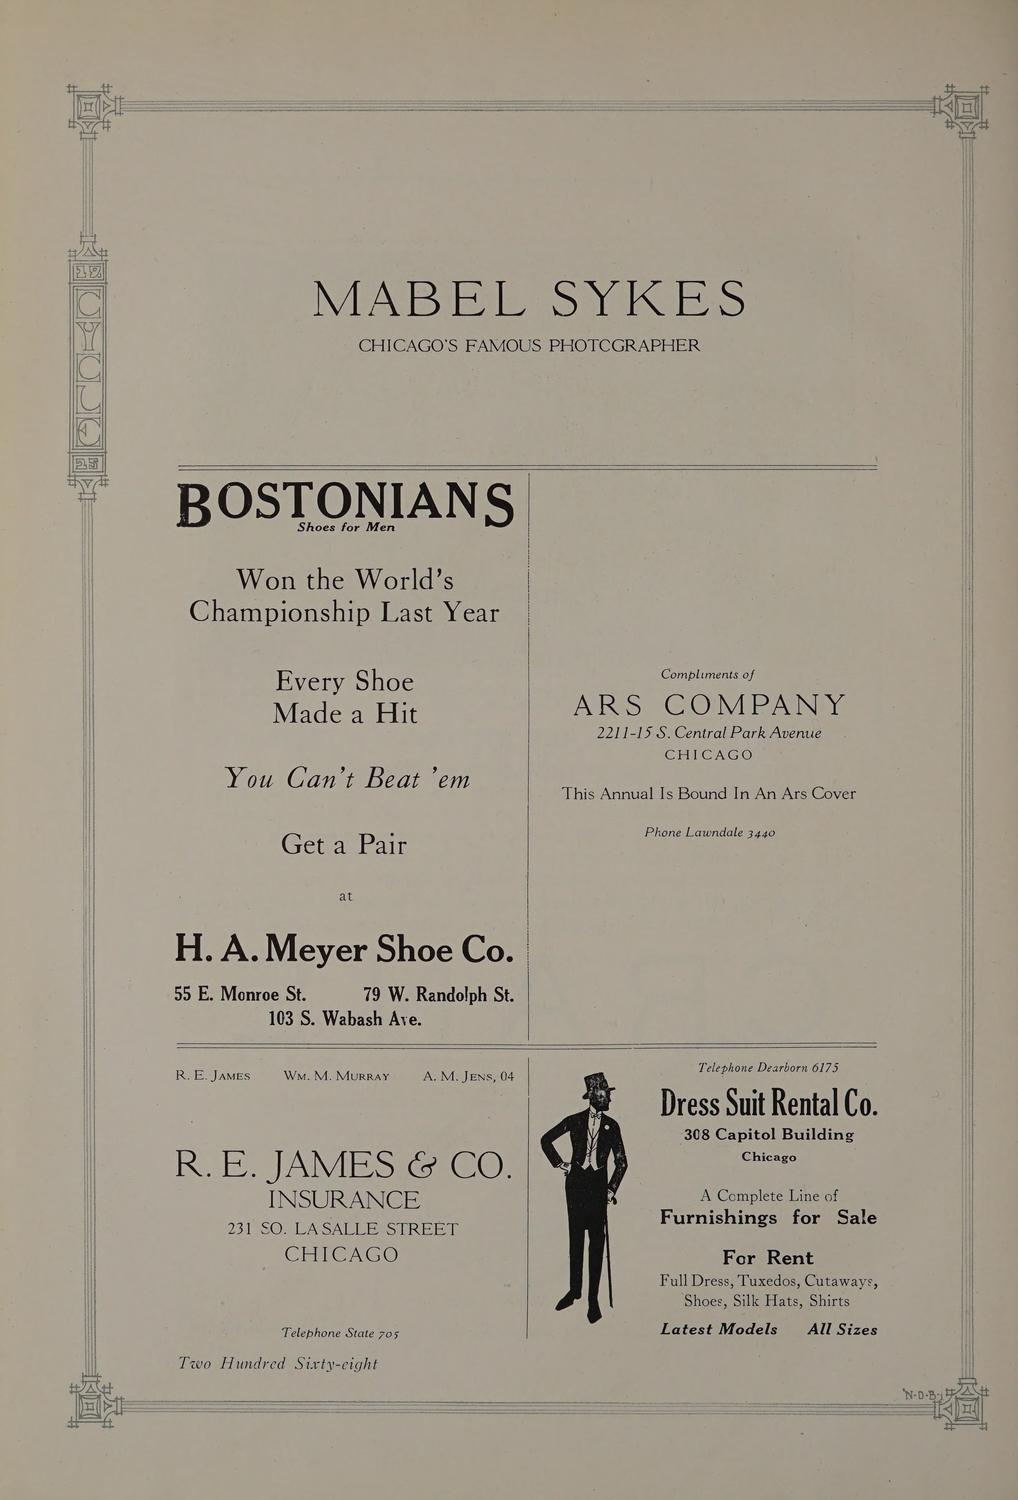 19
CYCLE
25
MABEL SYKES
CHICAGO'S FAMOUS PHOTOGRAPHER
BOSTONIANS
Shoes for Men
Won the World's
Championship Last Year
Every Shoe
Made a Hit
You Can't Beat 'em
Get a Pair
at
H. A. Meyer Shoe Co.
55 E. Monroe St. 79 W. Randolph St.
103 S. Wabash Ave.
Compliments of
ARS COMPANY
2211-15 S. Central Park Avenue
CHICAGO
This Annual Is Bound In An Ars Cover
Phone Lawndale 3440
R. E. JAMES WM. M. MURRAY A. M. JENS, 04
R. E. JAMES & CO.
INSURANCE
231 SO. LA SALLE STREET
CHICAGO
Telephone State 705
Telephone Dearborn 6175
Dress Suit Rental Co.
308 Capitol Building
Chicago
A Complete Line of
Furnishings for Sale
For Rent
Full Dress, Tuxedos, Cutaways,
Shoes, Silk Hats, Shirts
Latest Models All Sizes
Two Hundred Sixty-eight